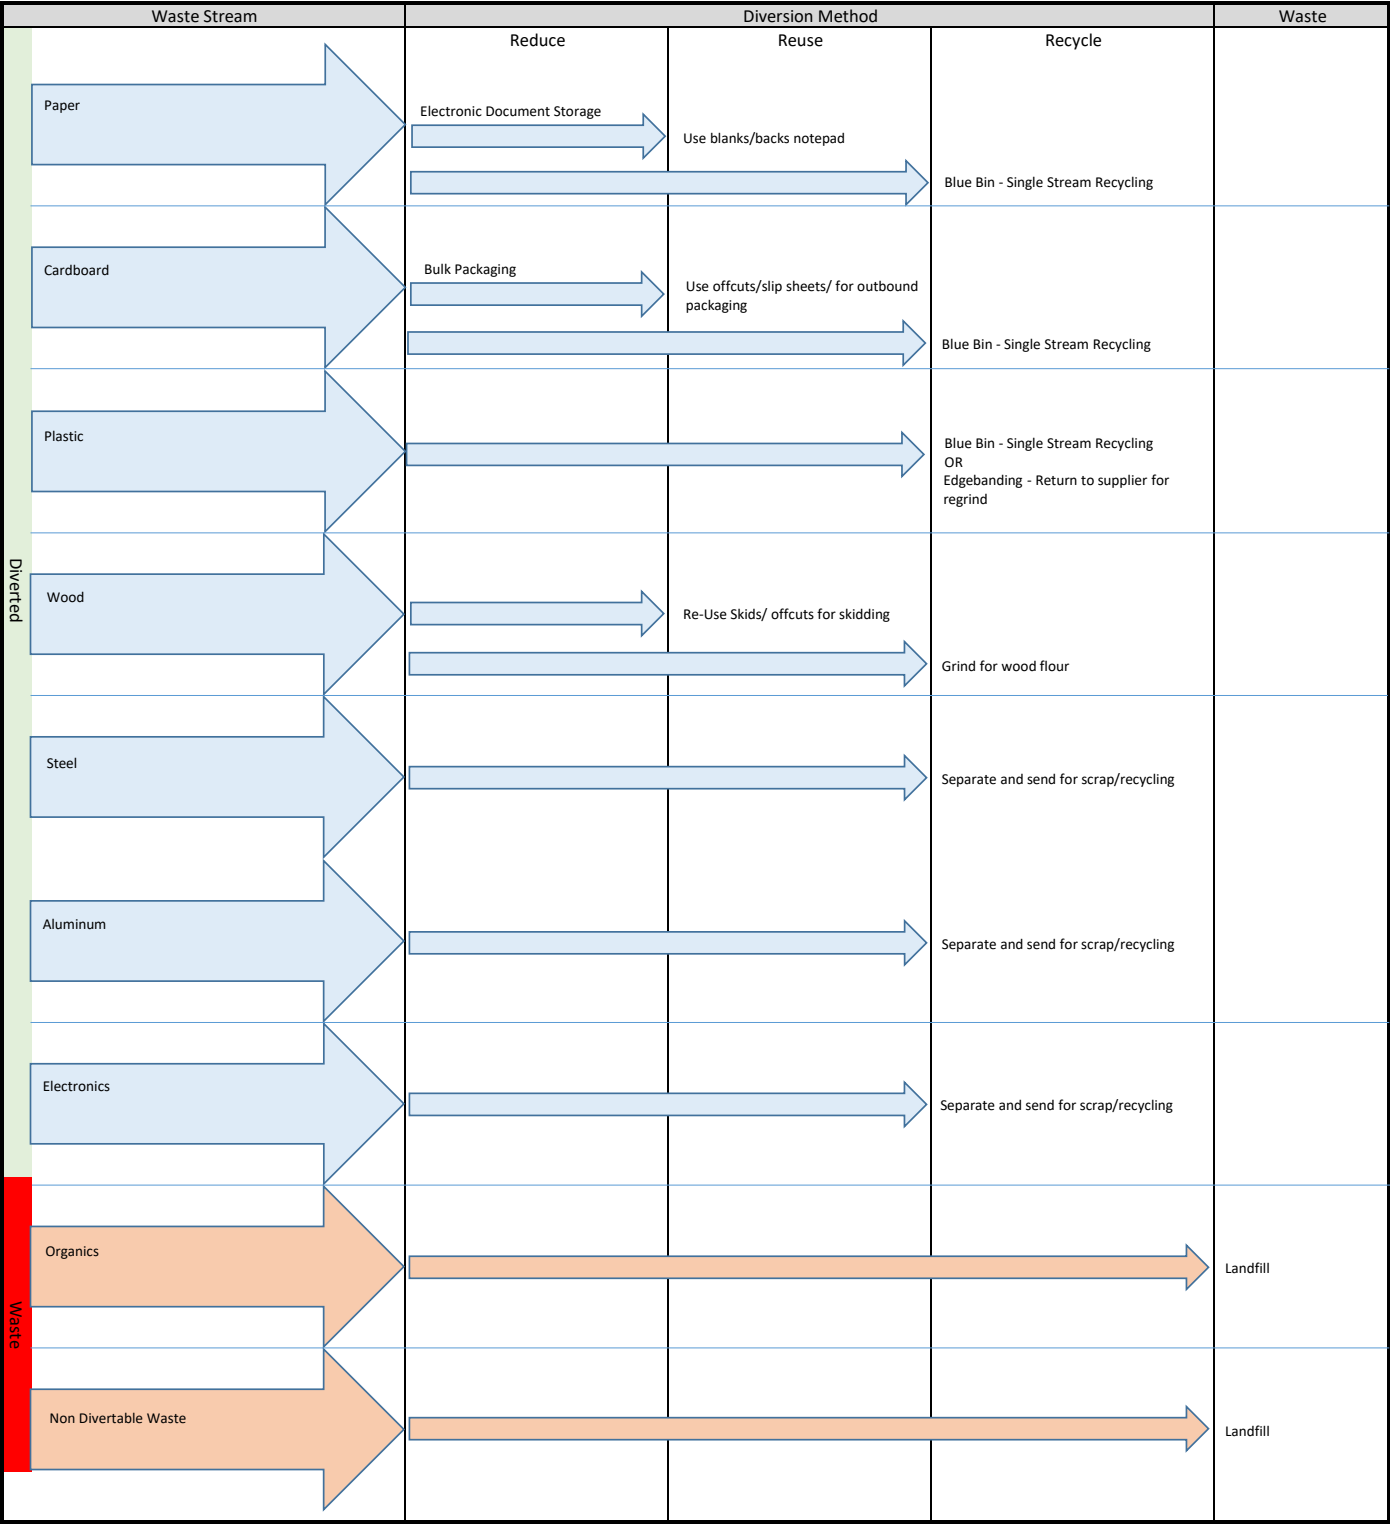 Waste Stream
Diversion Method
Waste
Reduce
Reuse
Recycle
Diverted
Paper
Electronic Document Storage
Use blanks/backs notepad
Blue Bin - Single Stream Recycling
Cardboard
Bulk Packaging
Use offcuts/slip sheets/ for outbound
packaging
Blue Bin - Single Stream Recycling
Plastic
Blue Bin - Single Stream Recycling
OR
Edgebanding - Return to supplier for
regrind
Wood
Re-Use Skids/ offcuts for skidding
Grind for wood flour
Steel
Separate and send for scrap/recycling
Aluminum
Separate and send for scrap/recycling
Electronics
Separate and send for scrap/recycling
Waste
Organics
Landfill
Non Divertable Waste
Landfill